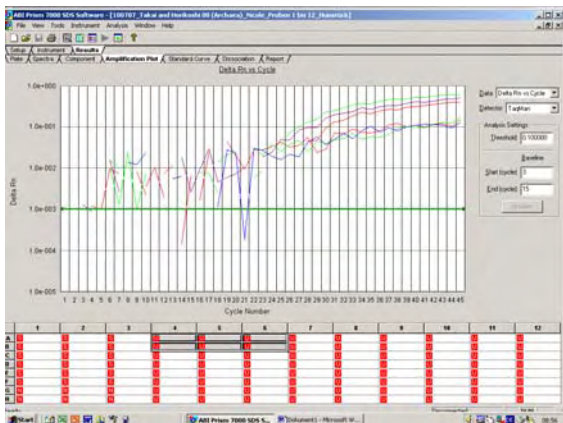 ABI Prism 7000 SDS Software - [100707_Takai and Horikoshi 00 (Archaea)_Nicole_Proben 1 bis 12_
File View Tools Instrument Analysis Window Help
Setup Instrument Results
Plate Spectra Component Amplification Plot Standard Curve Dissociation Report
Delta Rn vs Cycle
Data: Delta Rn vs Cycle
Detector: TaqMan
Analysis Settings
Threshold: 0.100000
Baseline
Start (cycle): 3
End (cycle): 15
Delta Rn
1.0e+000
1.0e-001
1.0e-002
1.0e-003
1.0e-004
1.0e-005
1 2 3 4 5 6 7 8 9 10 11 12 13 14 15 16 17 18 19 20 21 22 23 24 25 26 27 28 29 30 31 32 33 34 35 36 37 38 39 40 41 42 43 44 45
Cycle Number
1 2 3 4 5 6 7 8 9 10 11 12
A
B
C
D
E
F
G
H
Start ABI Prism 7000 SDS S... Dokument1 - Microsoft W... 08:56